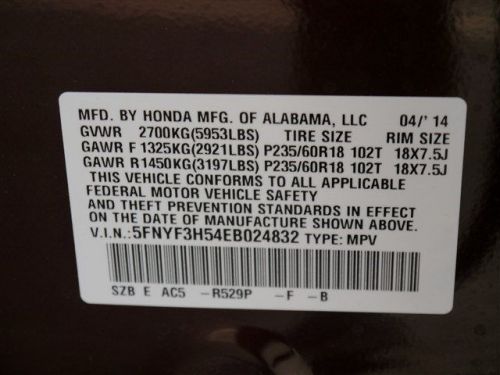 MFD. BY HONDA MFG. OF ALABAMA, LLC 04/' 14
GVWR 2700KG(5953LBS) TIRE SIZE RIM SIZE
GAWR F 1325KG(2921LBS) P235/60R18 102T 18X7.5J
GAWR R1450KG(3197LBS) P235/60R18 102T 18X7.5J
THIS VEHICLE CONFORMS TO ALL APPLICABLE
FEDERAL MOTOR VEHICLE SAFETY
AND THEFT PREVENTION STANDARDS IN EFFECT
ON THE DATE OF MANUFACTURE SHOWN ABOVE.
V.I.N.:5FNYF3H54EB024832 TYPE: MPV
SZB E AC5 -R529P -F -B